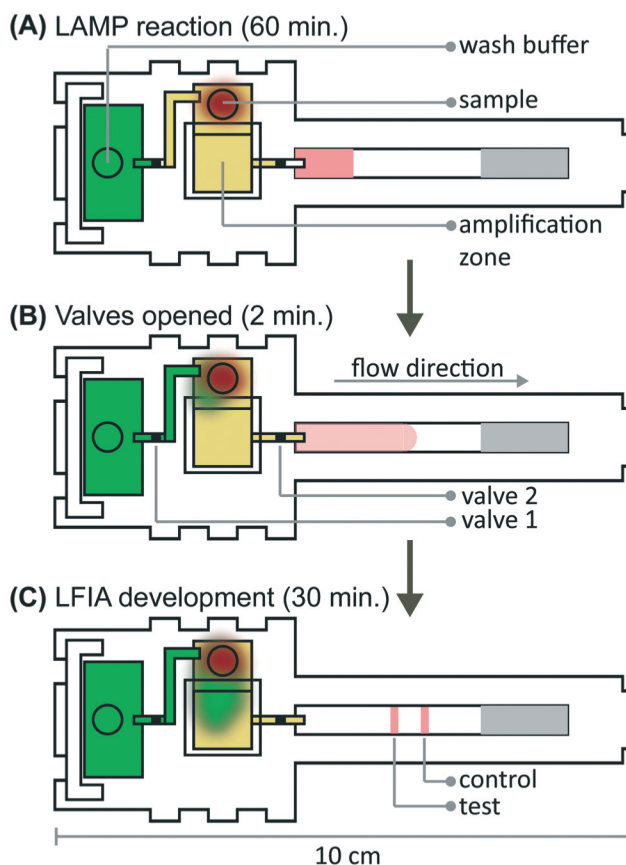 (A) LAMP reaction (60 min.)
wash buffer
sample
amplification
zone
(B) Valves opened (2 min.)
flow direction
valve 2
valve 1
(C) LFIA development (30 min.)
control
test
10 cm